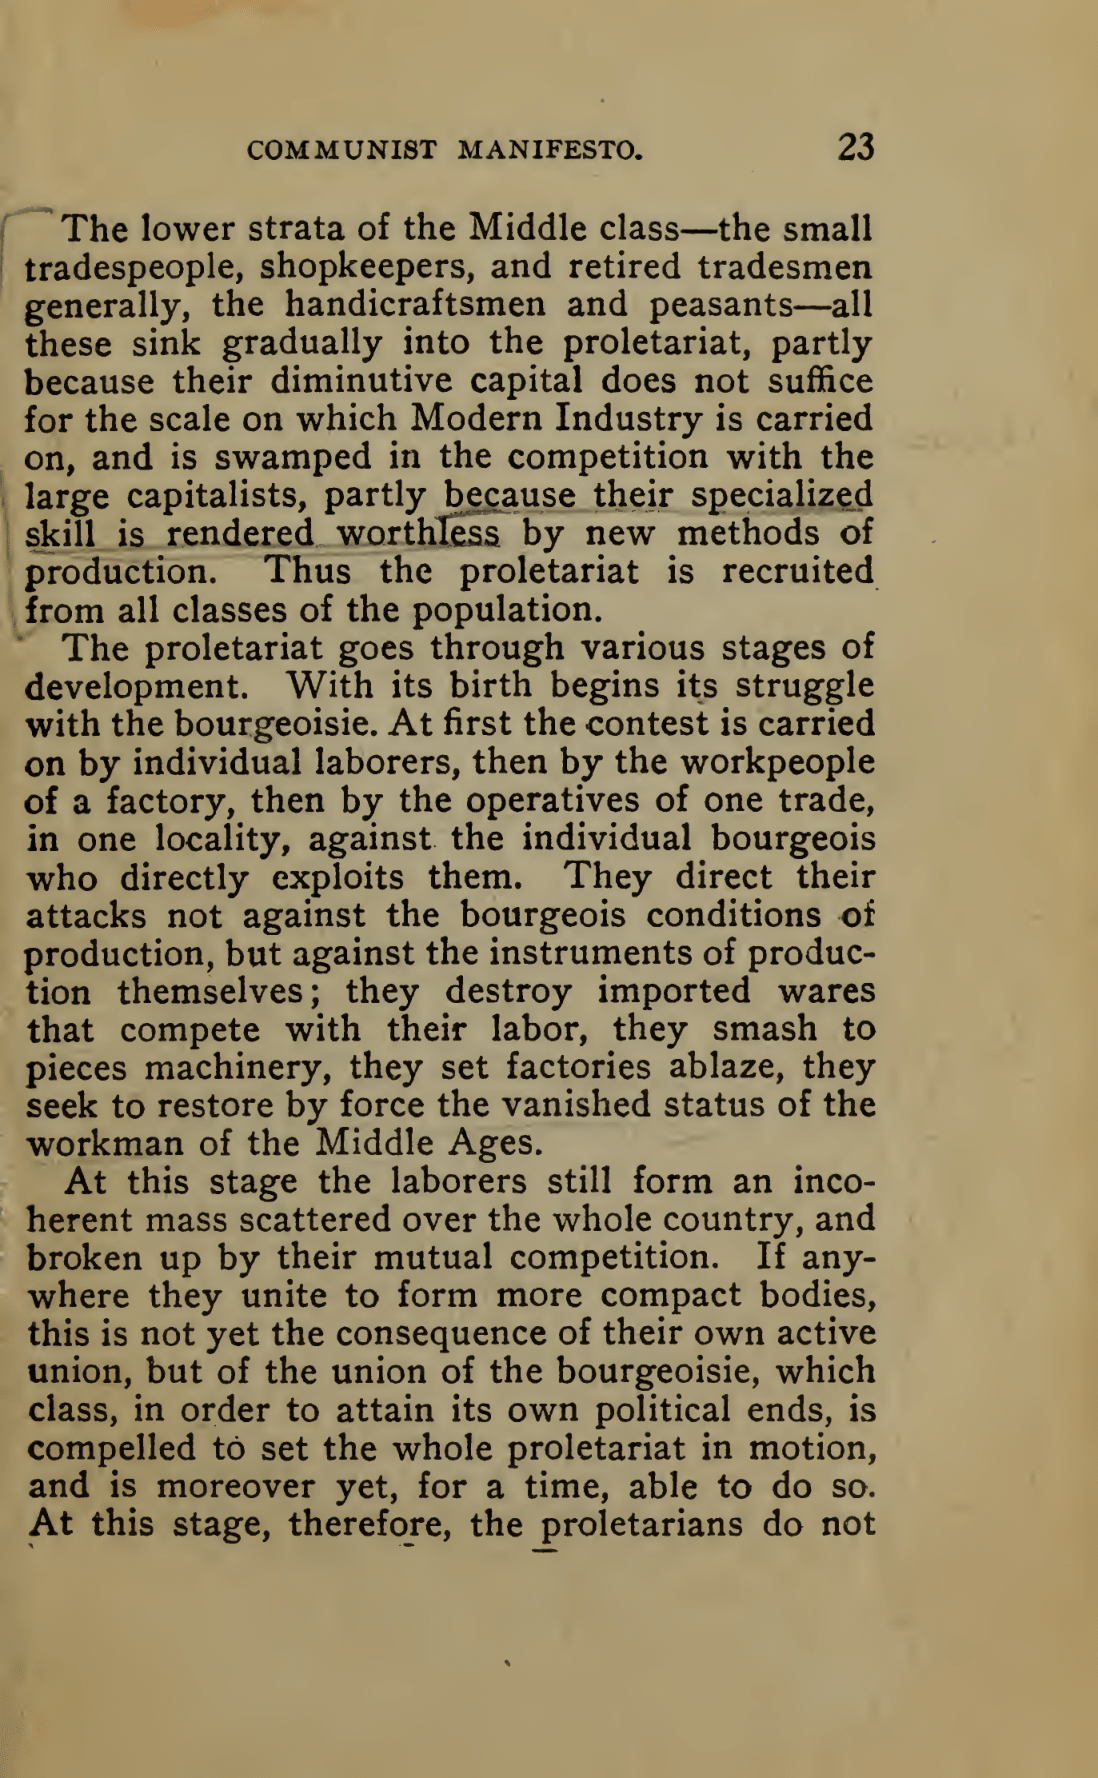 COMMUNIST MANIFESTO. 23
The lower strata of the Middle class—the small
tradespeople, shopkeepers, and retired tradesmen
generally, the handicraftsmen and peasants—all
these sink gradually into the proletariat, partly
because their diminutive capital does not suffice
for the scale on which Modern Industry is carried
on, and is swamped in the competition with the
large capitalists, partly because their specialized
skill is rendered worthless by new methods of
production. Thus the proletariat is recruited
from all classes of the population.
The proletariat goes through various stages of
development. With its birth begins its struggle
with the bourgeoisie. At first the contest is carried
on by individual laborers, then by the workpeople
of a factory, then by the operatives of one trade,
in one locality, against the individual bourgeois
who directly exploits them. They direct their
attacks not against the bourgeois conditions of
production, but against the instruments of produc-
tion themselves; they destroy imported wares
that compete with their labor, they smash to
pieces machinery, they set factories ablaze, they
seek to restore by force the vanished status of the
workman of the Middle Ages.
At this stage the laborers still form an inco-
herent mass scattered over the whole country, and
broken up by their mutual competition. If any-
where they unite to form more compact bodies,
this is not yet the consequence of their own active
union, but of the union of the bourgeoisie, which
class, in order to attain its own political ends, is
compelled to set the whole proletariat in motion,
and is moreover yet, for a time, able to do so.
At this stage, therefore, the proletarians do not